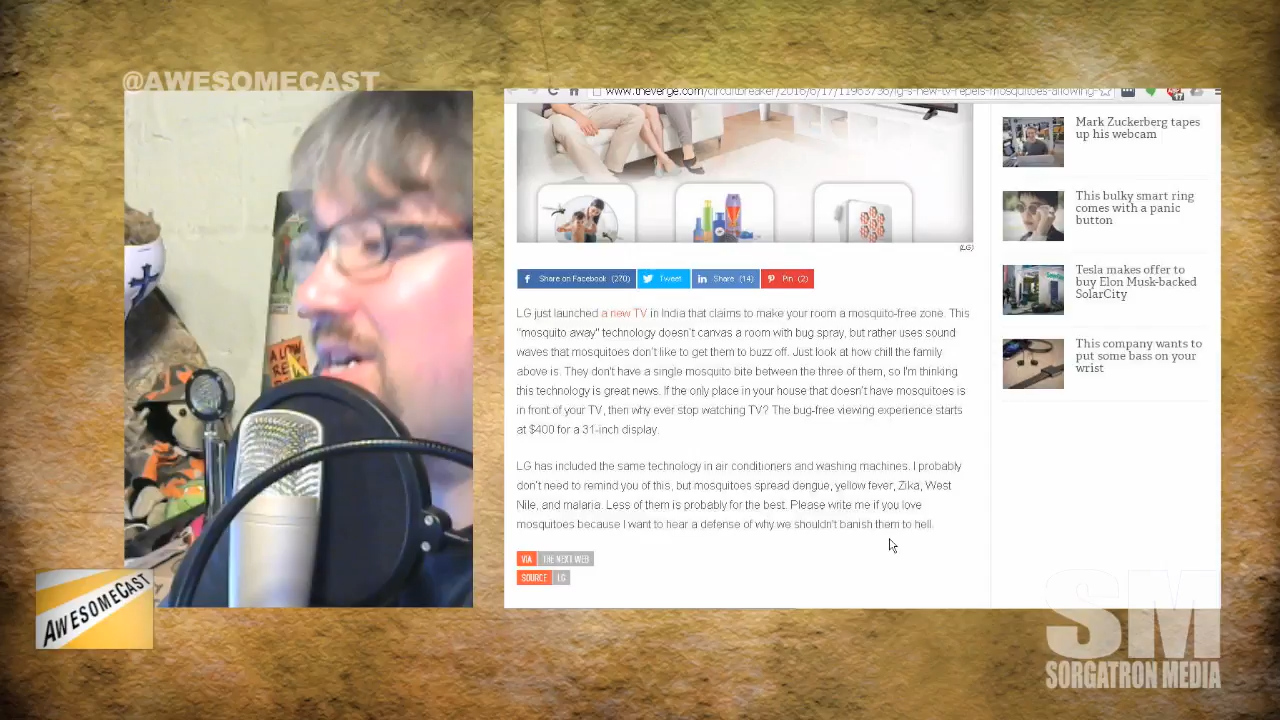 @AWESOMECAST
www.theverge.com/circuitbreaker/2016/6/17/11963736/lg-s-new-tv-repels-mosquitoes-allowing-
(LG)
Share on Facebook (270)
Tweet
Share (14)
Pin (2)
LG just launched a new TV in India that claims to make your room a mosquito-free zone. This
"mosquito away" technology doesn't canvas a room with bug spray, but rather uses sound
waves that mosquitoes don't like to get them to buzz off. Just look at how chill the family
above is. They don't have a single mosquito bite between the three of them, so I'm thinking
this technology is great news. If the only place in your house that doesn't have mosquitoes is
in front of your TV, then why ever stop watching TV? The bug-free viewing experience starts
at $400 for a 31-inch display.
LG has included the same technology in air conditioners and washing machines. I probably
don't need to remind you of this, but mosquitoes spread dengue, yellow fever, Zika, West
Nile, and malaria. Less of them is probably for the best. Please write me if you love
mosquitoes because I want to hear a defense of why we shouldn't banish them to hell.
VIA THE NEXT WEB
SOURCE LG
Mark Zuckerberg tapes
up his webcam
This bulky smart ring
comes with a panic
button
Tesla makes offer to
buy Elon Musk-backed
SolarCity
This company wants to
put some bass on your
wrist
AWESOMECAST
SM
SORGATRON MEDIA